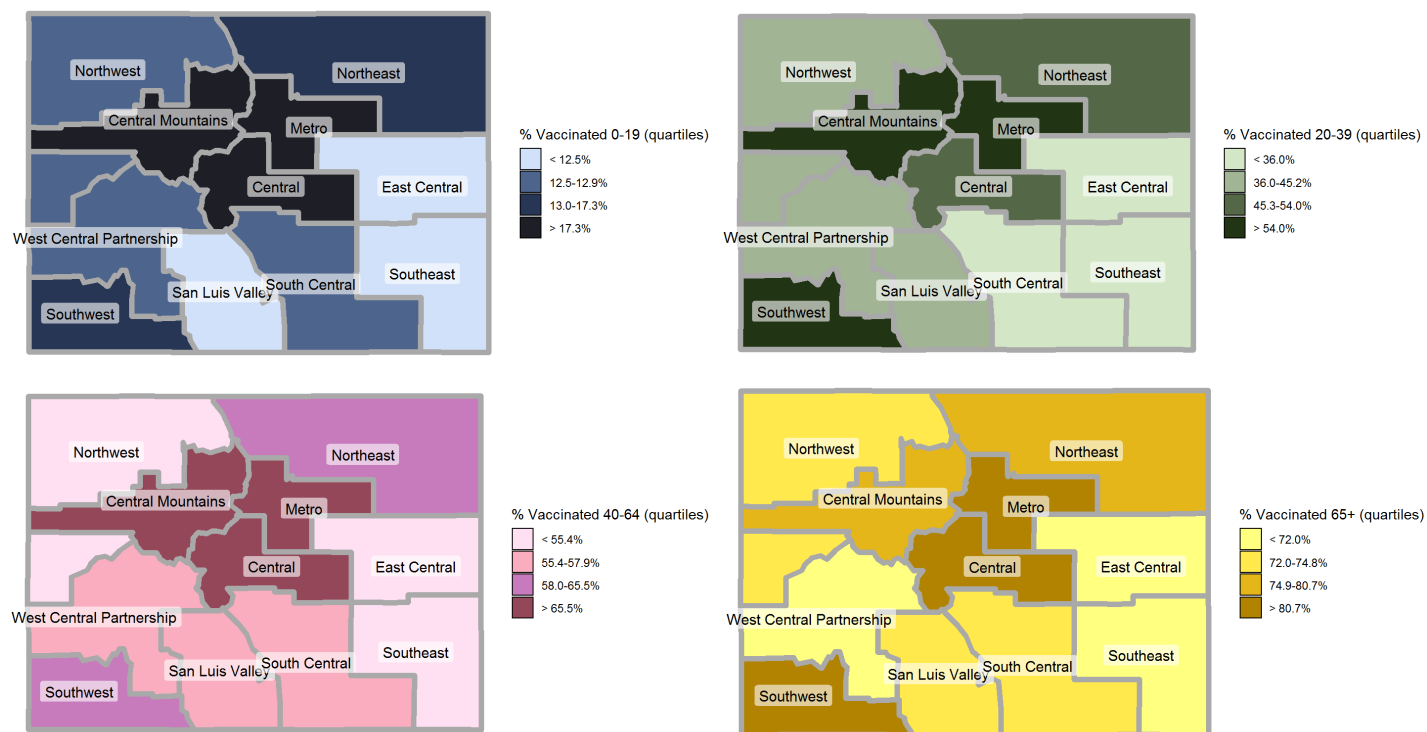 Northwest
Northeast
Central Mountains
Metro
Central
East Central
West Central Partnership
Southeast
San Luis Valley
South Central
Southwest
% Vaccinated 0-19 (quartiles)
< 12.5%
12.5-12.9%
13.0-17.3%
> 17.3%
Northwest
Northeast
Central Mountains
Metro
Central
East Central
West Central Partnership
Southeast
San Luis Valley
South Central
Southwest
% Vaccinated 20-39 (quartiles)
< 36.0%
36.0-45.2%
45.3-54.0%
> 54.0%
Northwest
Northeast
Central Mountains
Metro
Central
East Central
West Central Partnership
Southeast
San Luis Valley
South Central
Southwest
% Vaccinated 40-64 (quartiles)
< 55.4%
55.4-57.9%
58.0-65.5%
> 65.5%
Northwest
Northeast
Central Mountains
Metro
Central
East Central
West Central Partnership
Southeast
San Luis Valley
South Central
Southwest
% Vaccinated 65+ (quartiles)
< 72.0%
72.0-74.8%
74.9-80.7%
> 80.7%